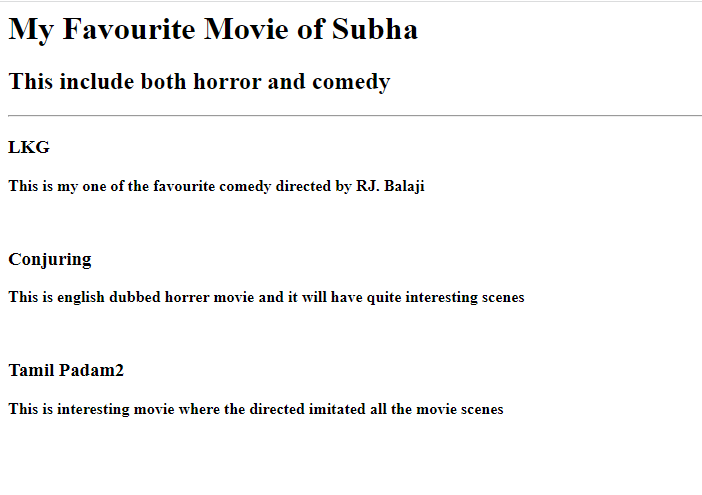 My Favourite Movie of Subha
This include both horror and comedy
LKG
This is my one of the favourite comedy directed by RJ. Balaji
Conjuring
This is english dubbed horrer movie and it will have quite interesting scenes
Tamil Padam2
This is interesting movie where the directed imitated all the movie scenes